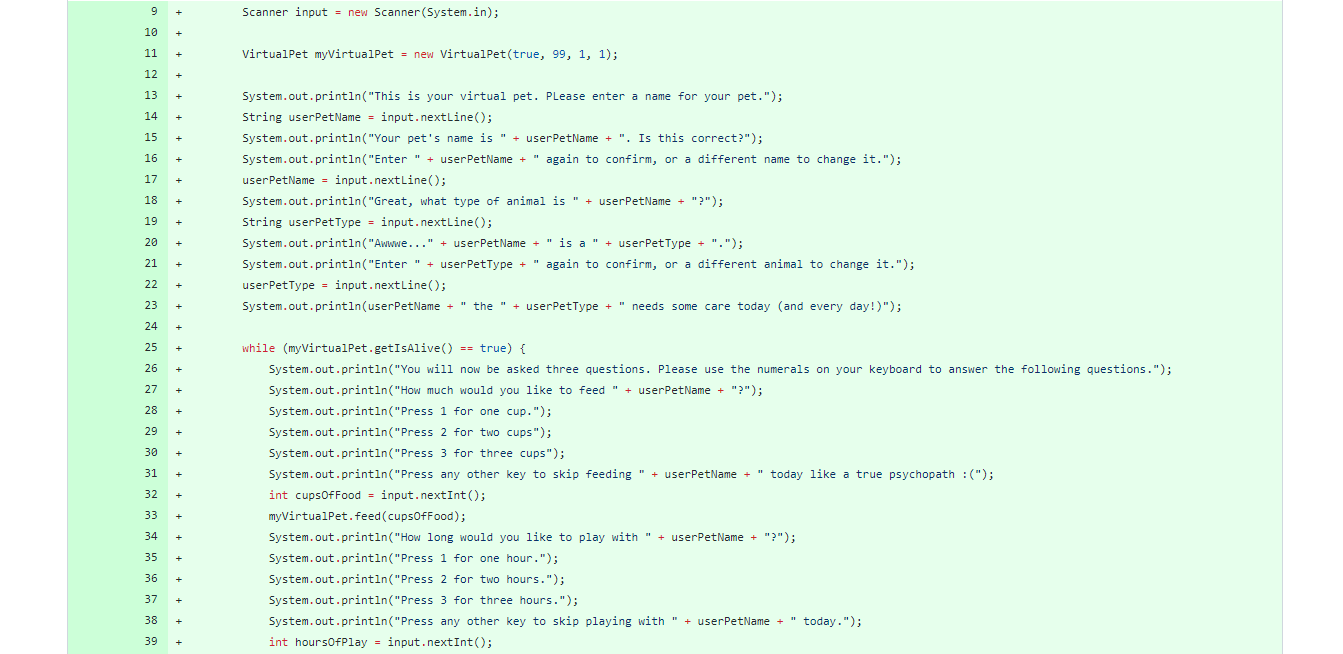 9 + Scanner input = new Scanner(System.in);
10 +
11 + VirtualPet myVirtualPet = new VirtualPet(true, 99, 1, 1);
12 +
13 + System.out.println("This is your virtual pet. PLease enter a name for your pet.");
14 + String userPetName = input.nextLine();
15 + System.out.println("Your pet's name is " + userPetName + ". Is this correct?");
16 + System.out.println("Enter " + userPetName + " again to confirm, or a different name to change it.");
17 + userPetName = input.nextLine();
18 + System.out.println("Great, what type of animal is " + userPetName + "?");
19 + String userPetType = input.nextLine();
20 + System.out.println("Awwwe..." + userPetName + " is a " + userPetType + ".");
21 + System.out.println("Enter " + userPetType + " again to confirm, or a different animal to change it.");
22 + userPetType = input.nextLine();
23 + System.out.println(userPetName + " the " + userPetType + " needs some care today (and every day!)");
24 +
25 + while (myVirtualPet.getIsAlive() == true) {
26 + System.out.println("You will now be asked three questions. Please use the numerals on your keyboard to answer the following questions.");
27 + System.out.println("How much would you like to feed " + userPetName + "?");
28 + System.out.println("Press 1 for one cup.");
29 + System.out.println("Press 2 for two cups");
30 + System.out.println("Press 3 for three cups");
31 + System.out.println("Press any other key to skip feeding " + userPetName + " today like a true psychopath :(");
32 + int cupsOfFood = input.nextInt();
33 + myVirtualPet.feed(cupsOfFood);
34 + System.out.println("How long would you like to play with " + userPetName + "?");
35 + System.out.println("Press 1 for one hour.");
36 + System.out.println("Press 2 for two hours.");
37 + System.out.println("Press 3 for three hours.");
38 + System.out.println("Press any other key to skip playing with " + userPetName + " today.");
39 + int hoursOfPlay = input.nextInt();